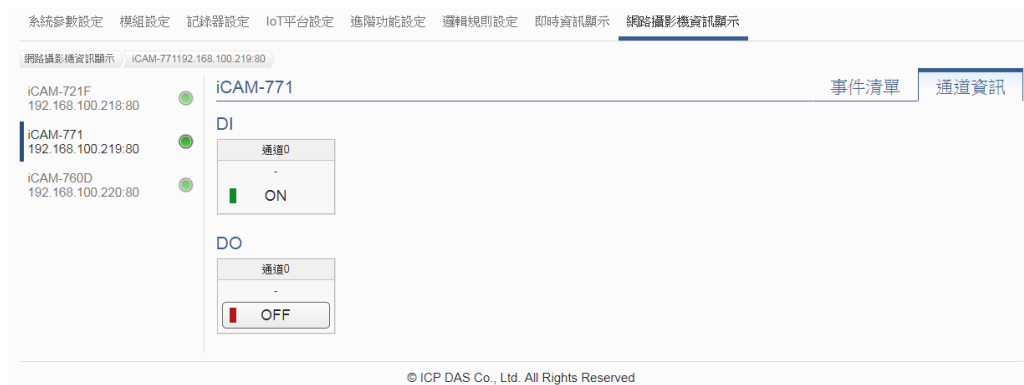 系統參數設定 模組設定 記錄器設定 IoT平台設定 進階功能設定 邏輯規則設定 即時資訊顯示 網路攝影機資訊顯示
網路攝影機資訊顯示 iCAM-771192.168.100.219:80
iCAM-721F
192.168.100.218:80
iCAM-771
192.168.100.219:80
iCAM-760D
192.168.100.220:80
iCAM-771 事件清單 通道資訊
DI
通道0
-
ON
DO
通道0
-
OFF
© ICP DAS Co., Ltd. All Rights Reserved